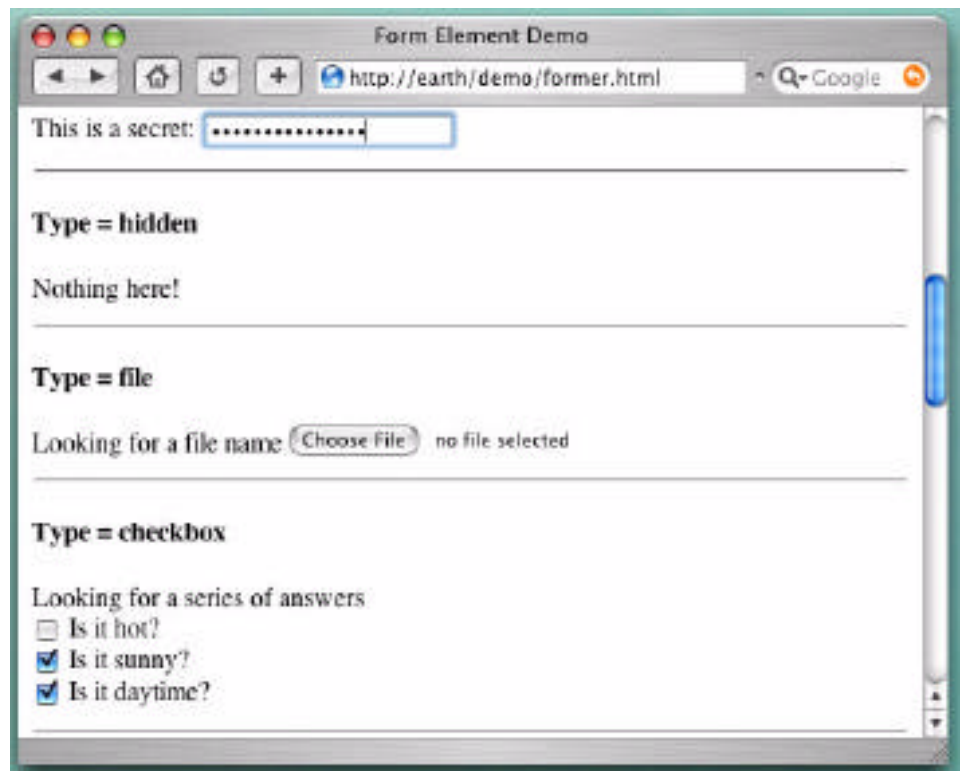 Form Element Demo
http://earth/demo/former.html
Google
This is a secret: •••••••••••••••
Type = hidden
Nothing here!
Type = file
Looking for a file name Choose File no file selected
Type = checkbox
Looking for a series of answers
Is it hot?
Is it sunny?
Is it daytime?